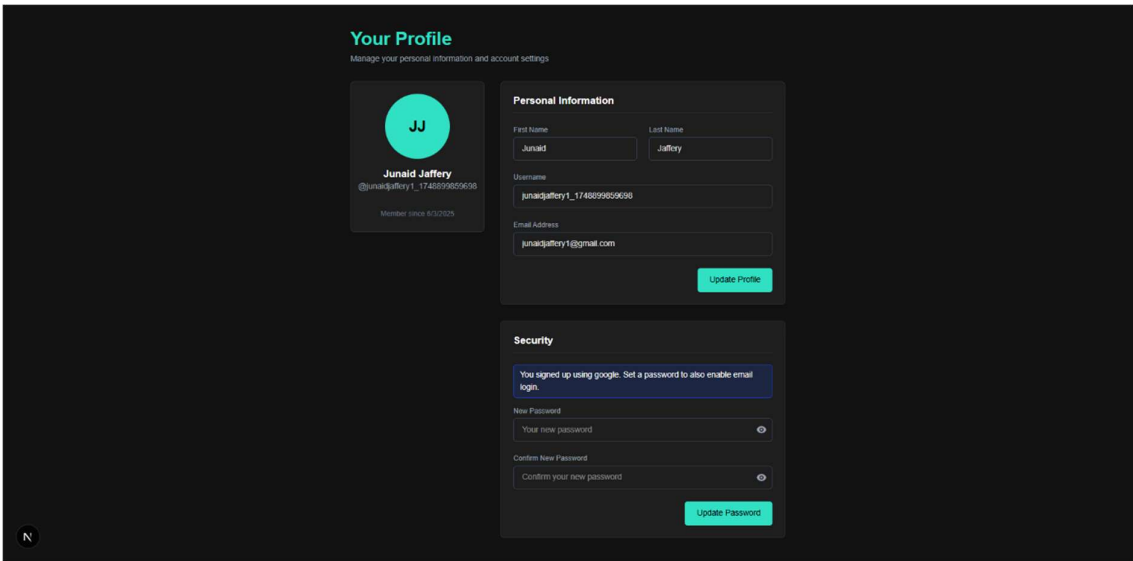 Your Profile
Manage your personal information and account settings
JJ
Junaid Jaffery
@junaidjaffery1_1748899859698
Member since 6/3/2025
Personal Information
First Name
Last Name
Junaid
Jaffery
Username
junaidjaffery1_1748899859698
Email Address
junaidjaffery1@gmail.com
Update Profile
Security
You signed up using google. Set a password to also enable email
login.
New Password
Your new password
Confirm New Password
Confirm your new password
Update Password
N